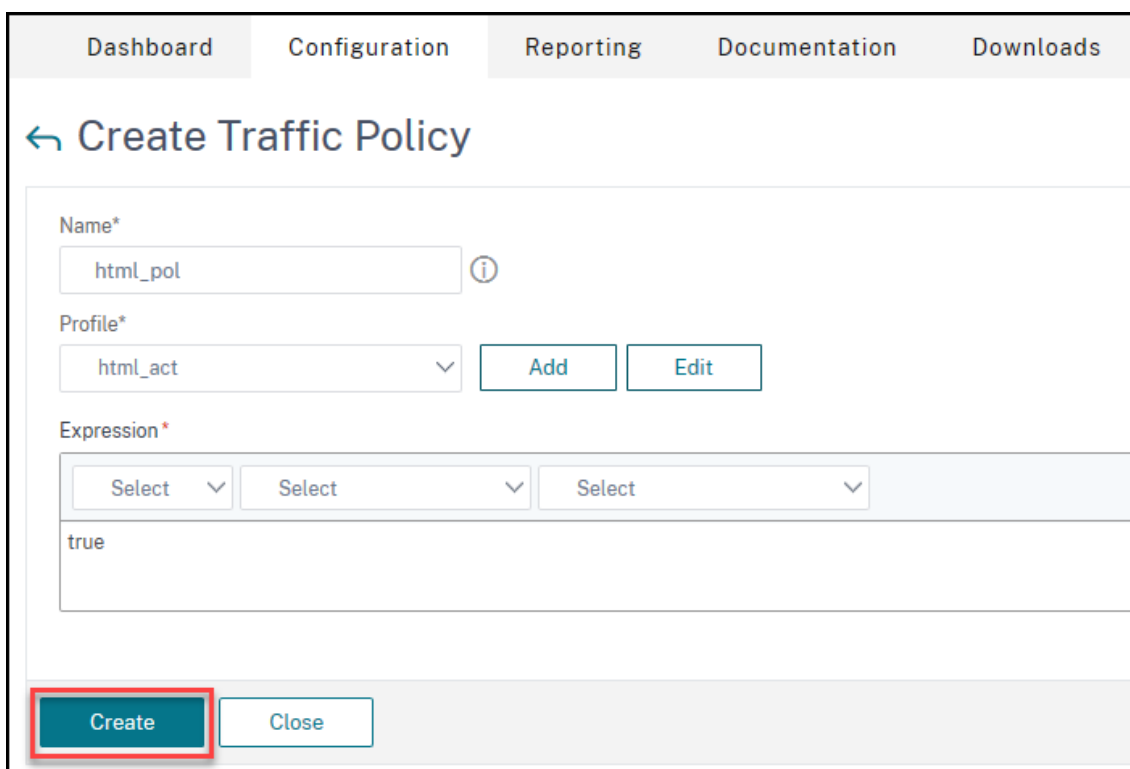 Dashboard Configuration Reporting Documentation Downloads
Create Traffic Policy
Name*
html_pol
Profile*
html_act Add Edit
Expression*
Select Select Select
true
Create Close